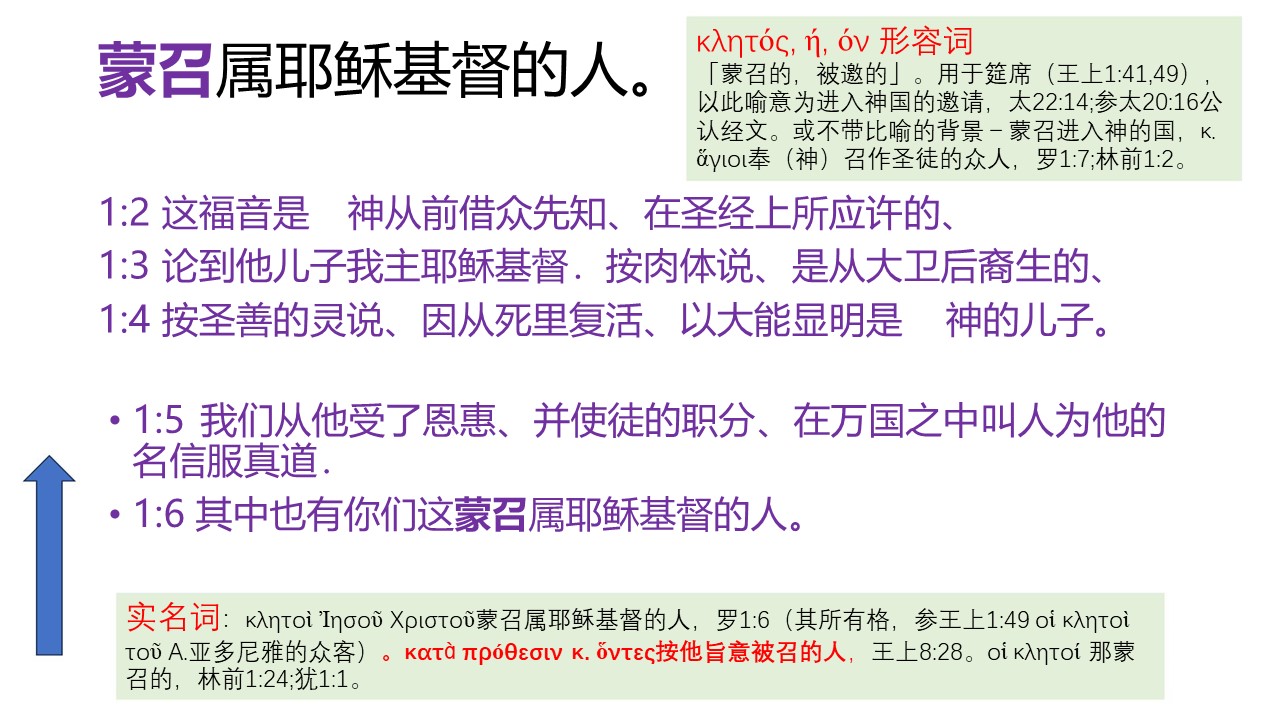 蒙召属耶稣基督的人。
κλητός, ή, όν 形容词
「蒙召的，被邀的」。用于筵席（王上1:41,49），
以此喻意为进入神国的邀请，太22:14;参太20:16公
认经文。或不带比喻的背景－蒙召进入神的国，κ.
ἅγιοι奉（神）召作圣徒的众人，罗1:7;林前1:2。
1:2 这福音是　神从前借众先知、在圣经上所应许的、
1:3 论到他儿子我主耶稣基督．按肉体说、是从大卫后裔生的、
1:4 按圣善的灵说、因从死里复活、以大能显明是　神的儿子。
• 1:5 我们从他受了恩惠、并使徒的职分、在万国之中叫人为他的
名信服真道．
• 1:6 其中也有你们这蒙召属耶稣基督的人。
实名词：κλητοὶ Ἰησοῦ Χριστοῦ蒙召属耶稣基督的人，罗1:6（其所有格，参王上1:49 οἱ κλητοὶ
τοῦ Α.亚多尼雅的众客）。κατὰ πρόθεσιν κ. ὄντες按他旨意被召的人，王上8:28。οἱ κλητοί 那蒙
召的，林前1:24;犹1:1。